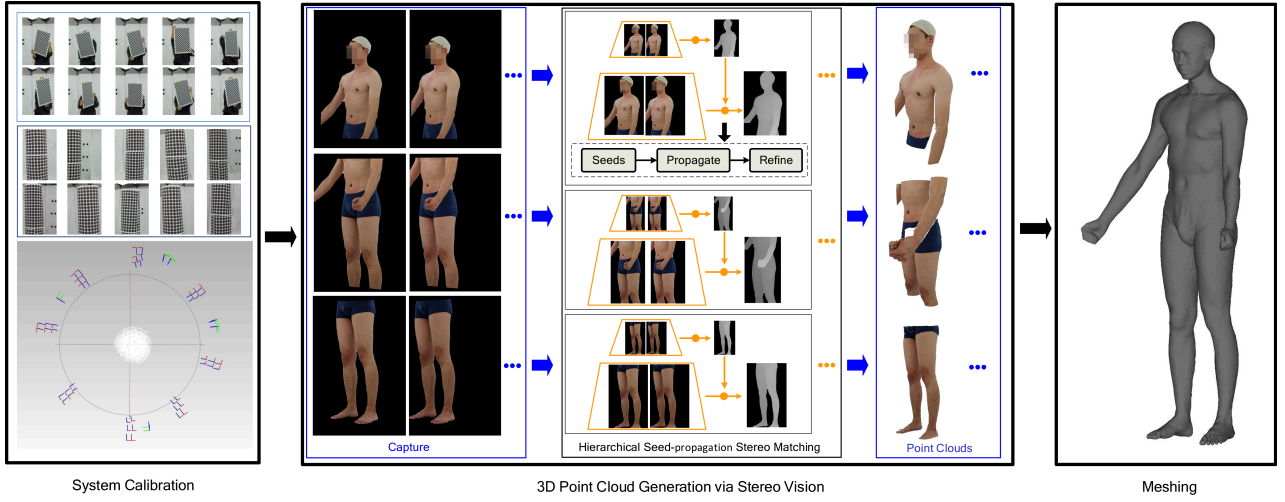 Seeds
Propagate
Refine
Capture
Hierarchical Seed-propagation Stereo Matching
Point Clouds
System Calibration
3D Point Cloud Generation via Stereo Vision
Meshing